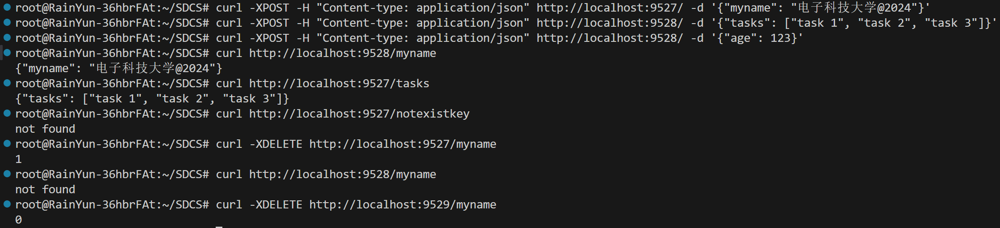 root@RainYun-36hbrFAt:~/SDCS# curl -XPOST -H "Content-type: application/json" http://localhost:9527/ -d '{"myname": "电子科技大学@2024"}'
root@RainYun-36hbrFAt:~/SDCS# curl -XPOST -H "Content-type: application/json" http://localhost:9528/ -d '{"tasks": ["task 1", "task 2", "task 3"]}'
root@RainYun-36hbrFAt:~/SDCS# curl -XPOST -H "Content-type: application/json" http://localhost:9528/ -d '{"age": 123}'
root@RainYun-36hbrFAt:~/SDCS# curl http://localhost:9528/myname
{"myname": "电子科技大学@2024"}
root@RainYun-36hbrFAt:~/SDCS# curl http://localhost:9527/tasks
{"tasks": ["task 1", "task 2", "task 3"]}
root@RainYun-36hbrFAt:~/SDCS# curl http://localhost:9527/notexistkey
not found
root@RainYun-36hbrFAt:~/SDCS# curl -XDELETE http://localhost:9527/myname
1
root@RainYun-36hbrFAt:~/SDCS# curl http://localhost:9528/myname
not found
root@RainYun-36hbrFAt:~/SDCS# curl -XDELETE http://localhost:9529/myname
0